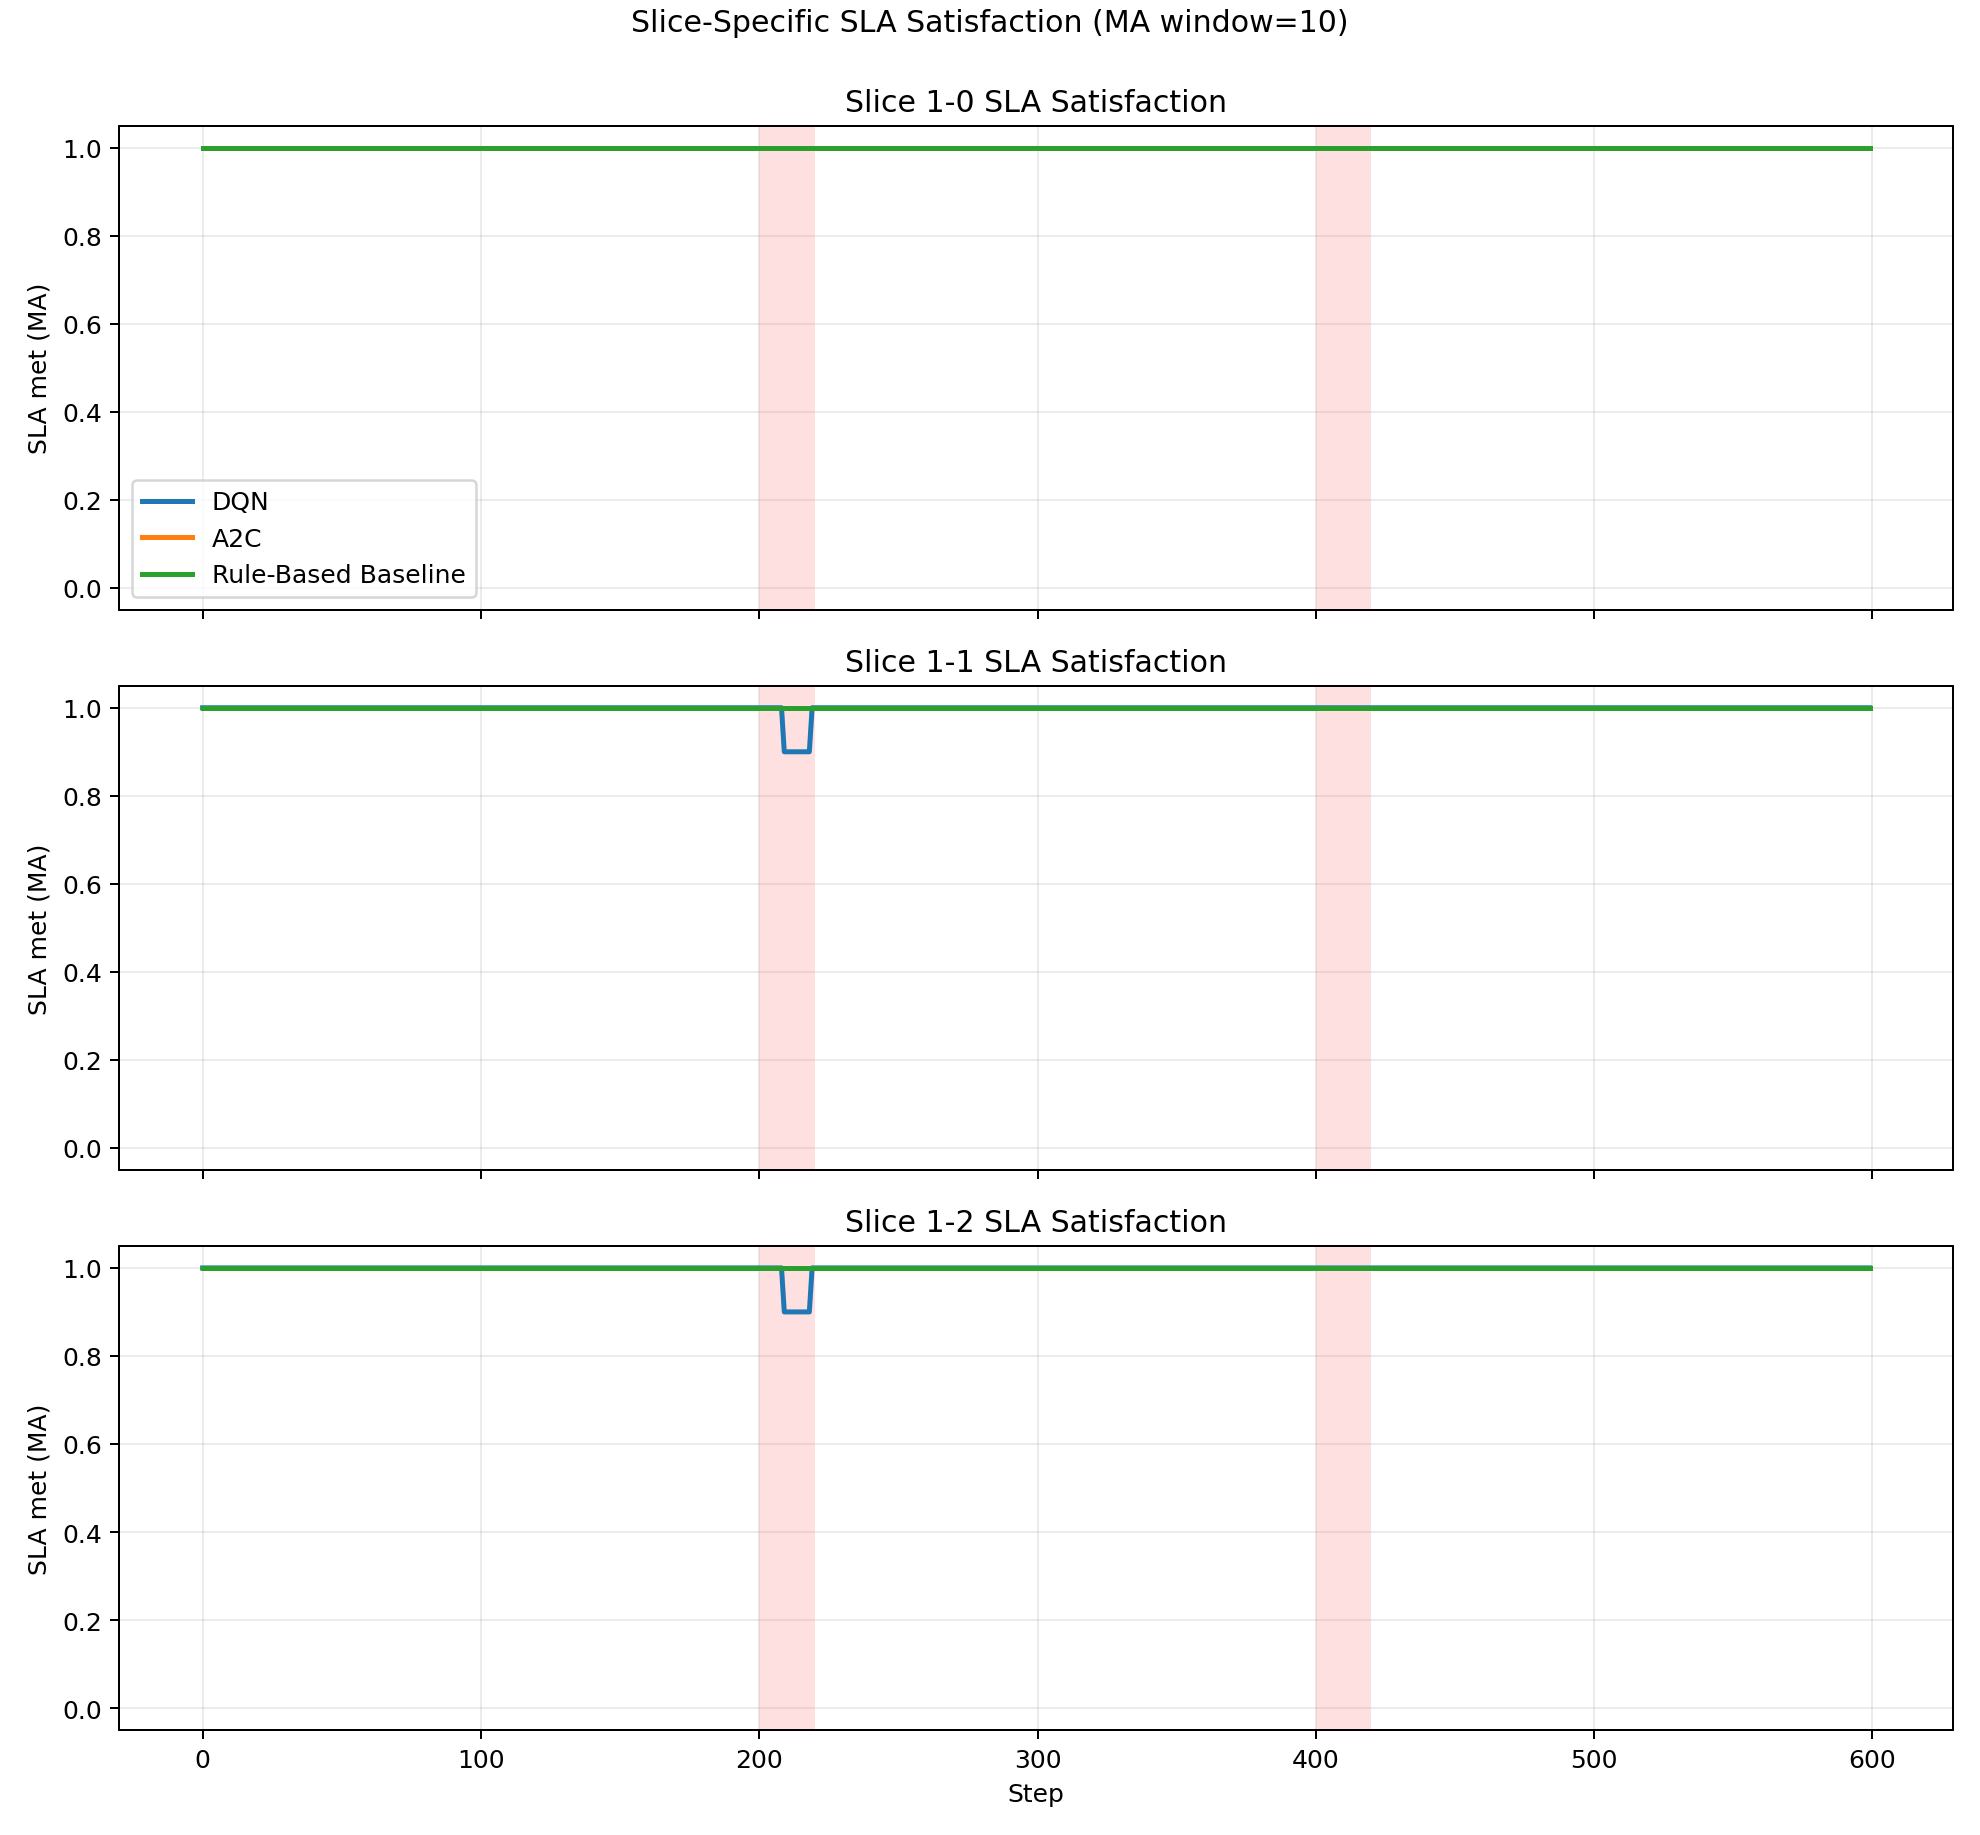 Slice-Specific SLA Satisfaction (MA window=10)
Slice 1-0 SLA Satisfaction
SLA met (MA)
1.0
0.8
0.6
0.4
0.2
0.0
DQN
A2C
Rule-Based Baseline
Slice 1-1 SLA Satisfaction
SLA met (MA)
1.0
0.8
0.6
0.4
0.2
0.0
Slice 1-2 SLA Satisfaction
SLA met (MA)
1.0
0.8
0.6
0.4
0.2
0.0
0 100 200 300 400 500 600
Step